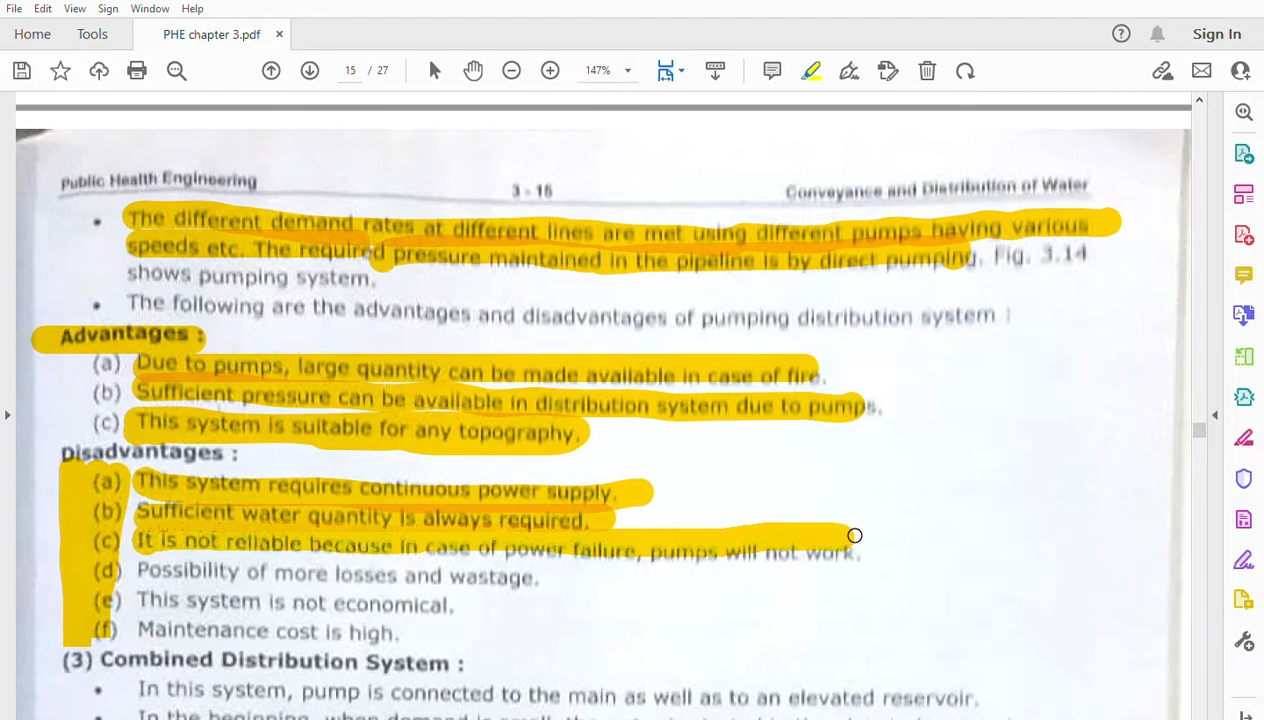 File Edit View Sign Window Help
Home Tools PHE chapter 3.pdf × Sign In
15 / 27 147%
Public Health Engineering 3 - 16 Conveyance and Distribution of Water
• The different demand rates at different lines are met using different pumps having various
speeds etc. The required pressure maintained in the pipeline is by direct pumping. Fig. 3.14
shows pumping system.
• The following are the advantages and disadvantages of pumping distribution system :
Advantages :
(a) Due to pumps, large quantity can be made available in case of fire.
(b) Sufficient pressure can be available in distribution system due to pumps.
(c) This system is suitable for any topography.
Disadvantages :
(a) This system requires continuous power supply.
(b) Sufficient water quantity is always required.
(c) It is not reliable because in case of power failure, pumps will not work.
(d) Possibility of more losses and wastage.
(e) This system is not economical.
(f) Maintenance cost is high.
(3) Combined Distribution System :
• In this system, pump is connected to the main as well as to an elevated reservoir.
• In the beginning, when demand is small